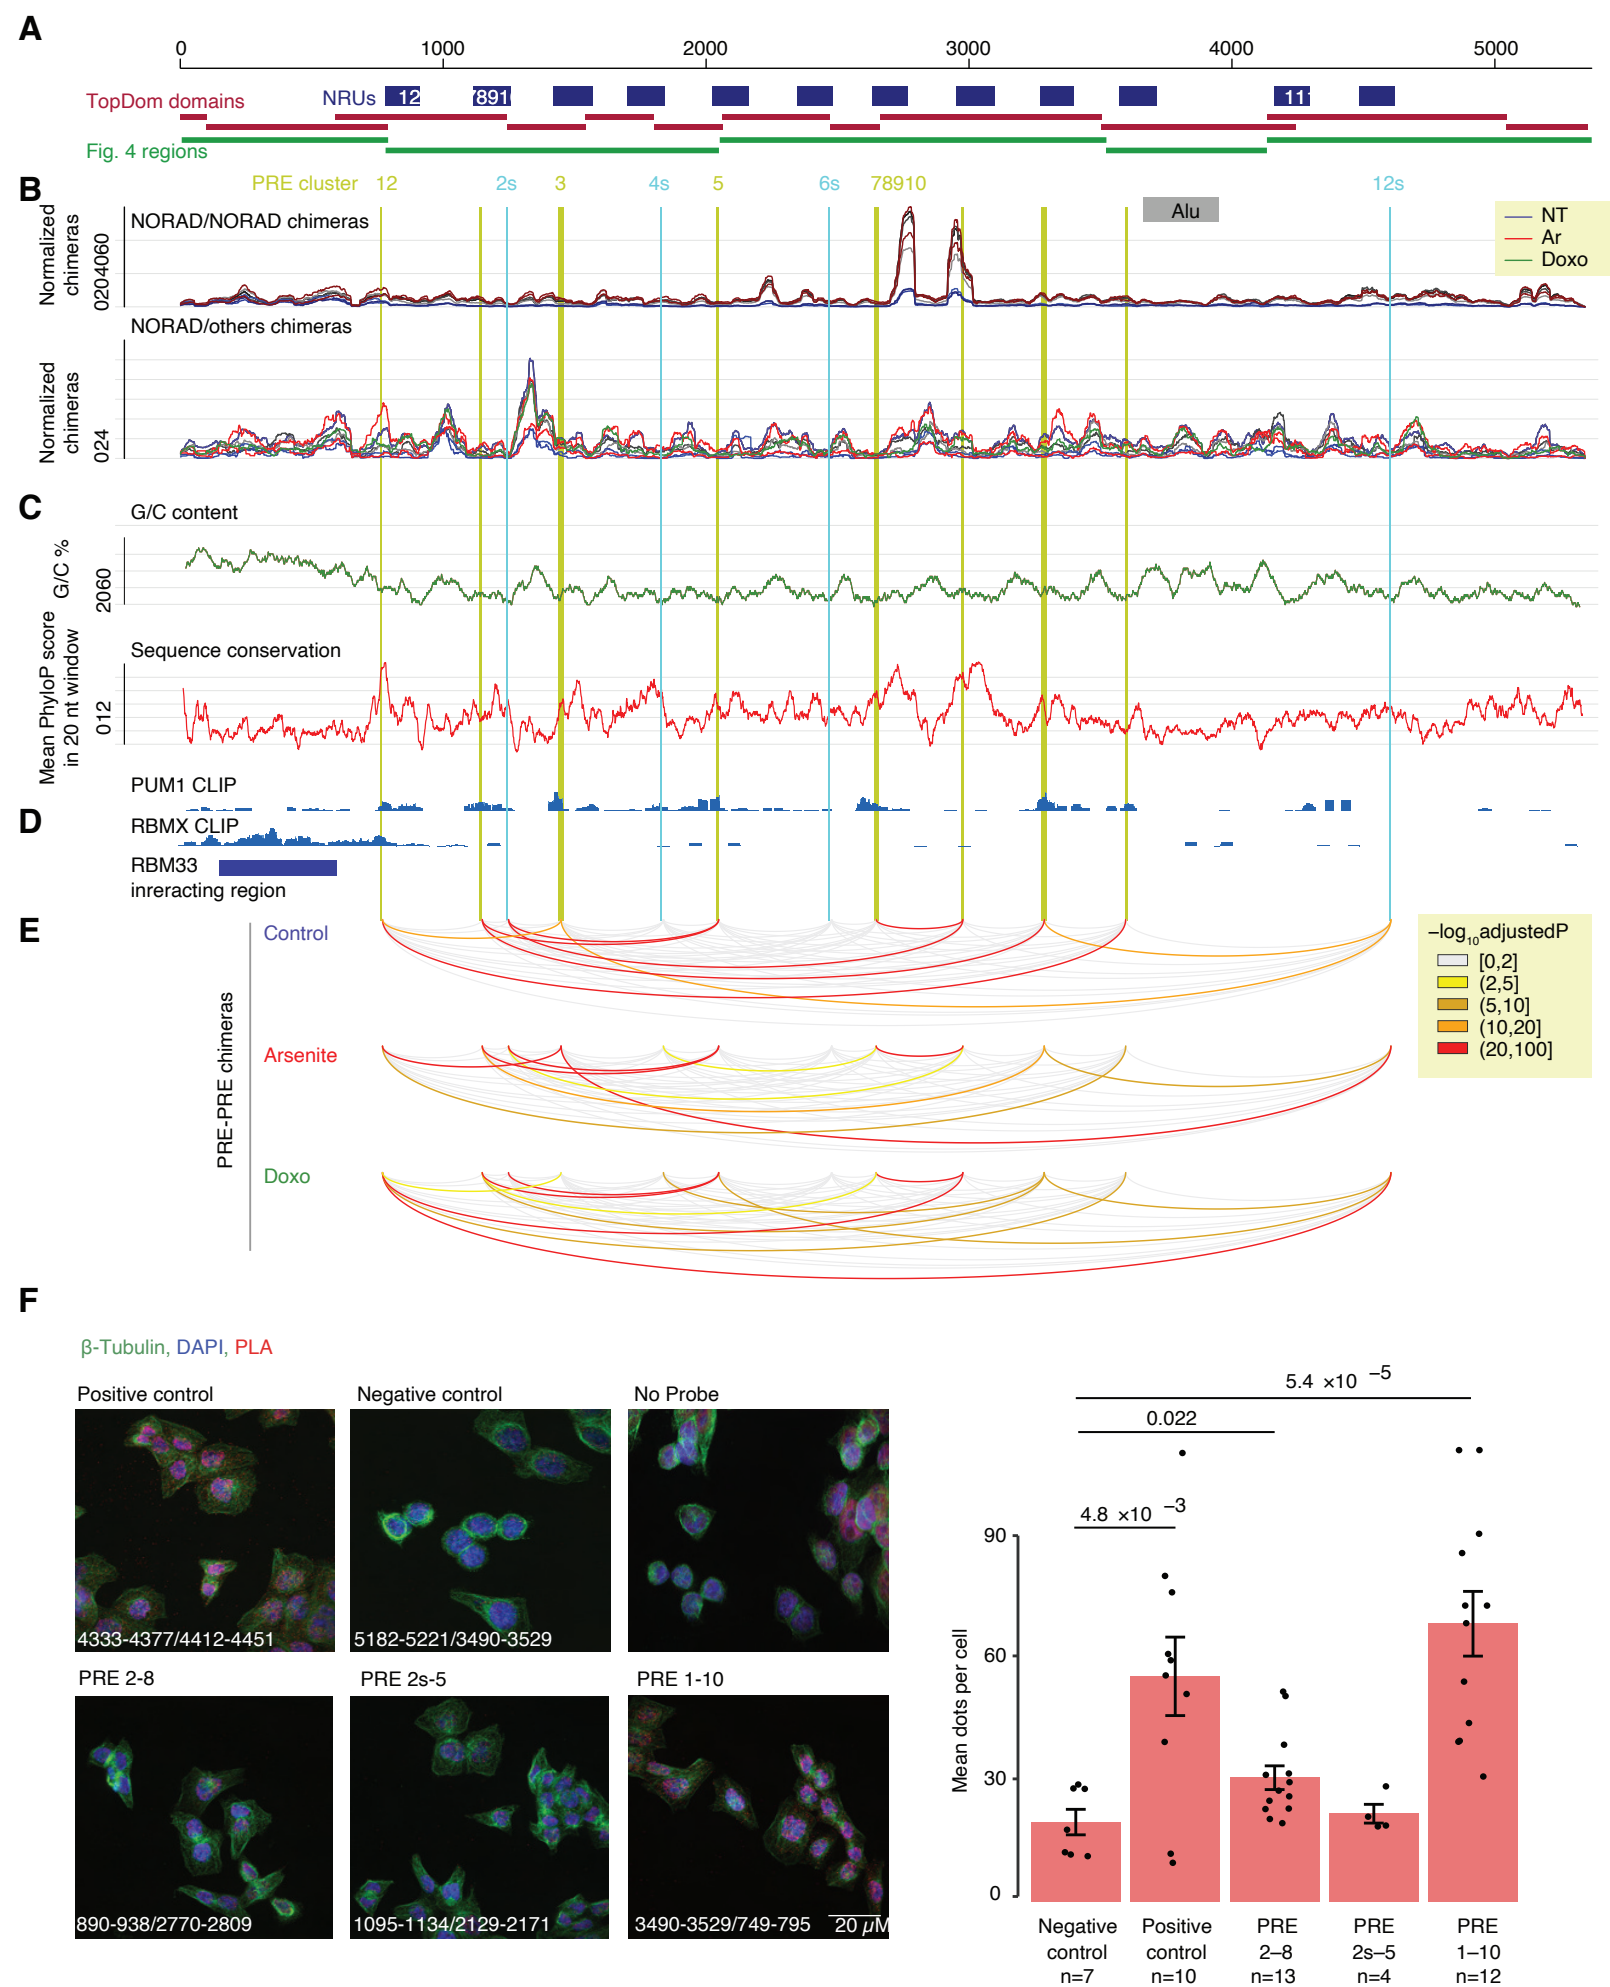 A
0 1000 2000 3000 4000 5000
TopDom domains
NRUs 12 78910 111
Fig. 4 regions
B
PRE cluster 12 2s 3 4s 5 6s 78910 12s
Normalized
chimeras
0204060
NORAD/NORAD chimeras
Alu
NT
Ar
Doxo
NORAD/others chimeras
Normalized
chimeras
024
C
G/C content
G/C %
2060
Sequence conservation
Mean PhyloP score
in 20 nt window
012
PUM1 CLIP
D
RBMX CLIP
RBM33
inreracting region
E
PRE-PRE chimeras
Control
Arsenite
Doxo
–log10adjustedP
[0,2]
(2,5]
(5,10]
(10,20]
(20,100]
F
β-Tubulin, DAPI, PLA
Positive control
4333-4377/4412-4451
Negative control
5182-5221/3490-3529
No Probe
PRE 2-8
890-938/2770-2809
PRE 2s-5
1095-1134/2129-2171
PRE 1-10
3490-3529/749-795
20 µM
5.4 ×10 –5
0.022
4.8 ×10 –3
Mean dots per cell
90
60
30
0
Negative
control
n=7
Positive
control
n=10
PRE
2–8
n=13
PRE
2s–5
n=4
PRE
1–10
n=12